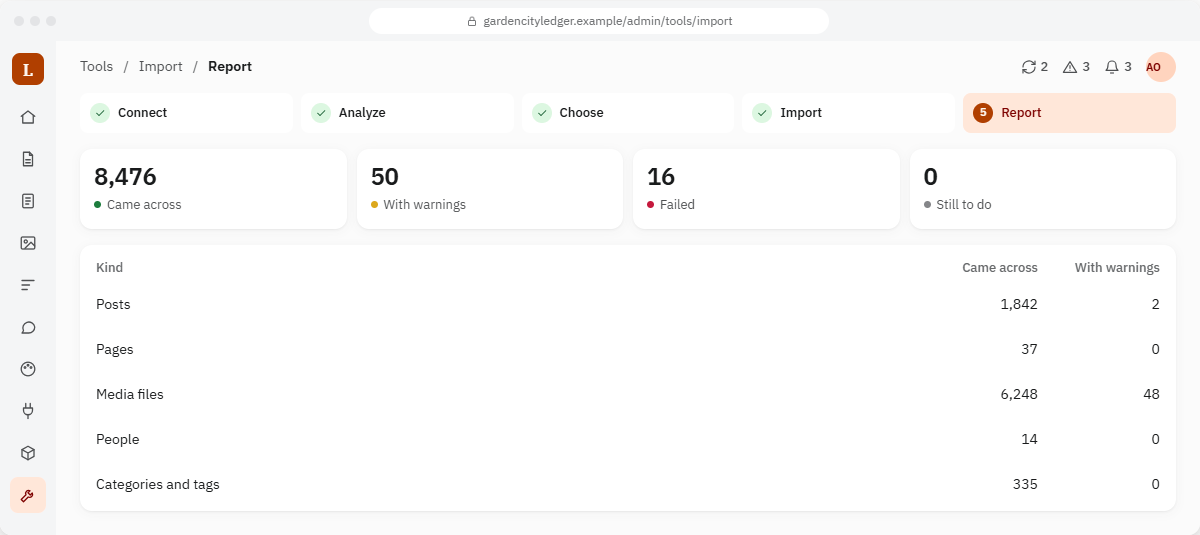 gardencityledger.example/admin/tools/import
L
Tools / Import / Report
2
3
3
AO
Connect
Analyze
Choose
Import
5 Report
8,476
Came across
50
With warnings
16
Failed
0
Still to do
Kind Came across With warnings
Posts 1,842 2
Pages 37 0
Media files 6,248 48
People 14 0
Categories and tags 335 0